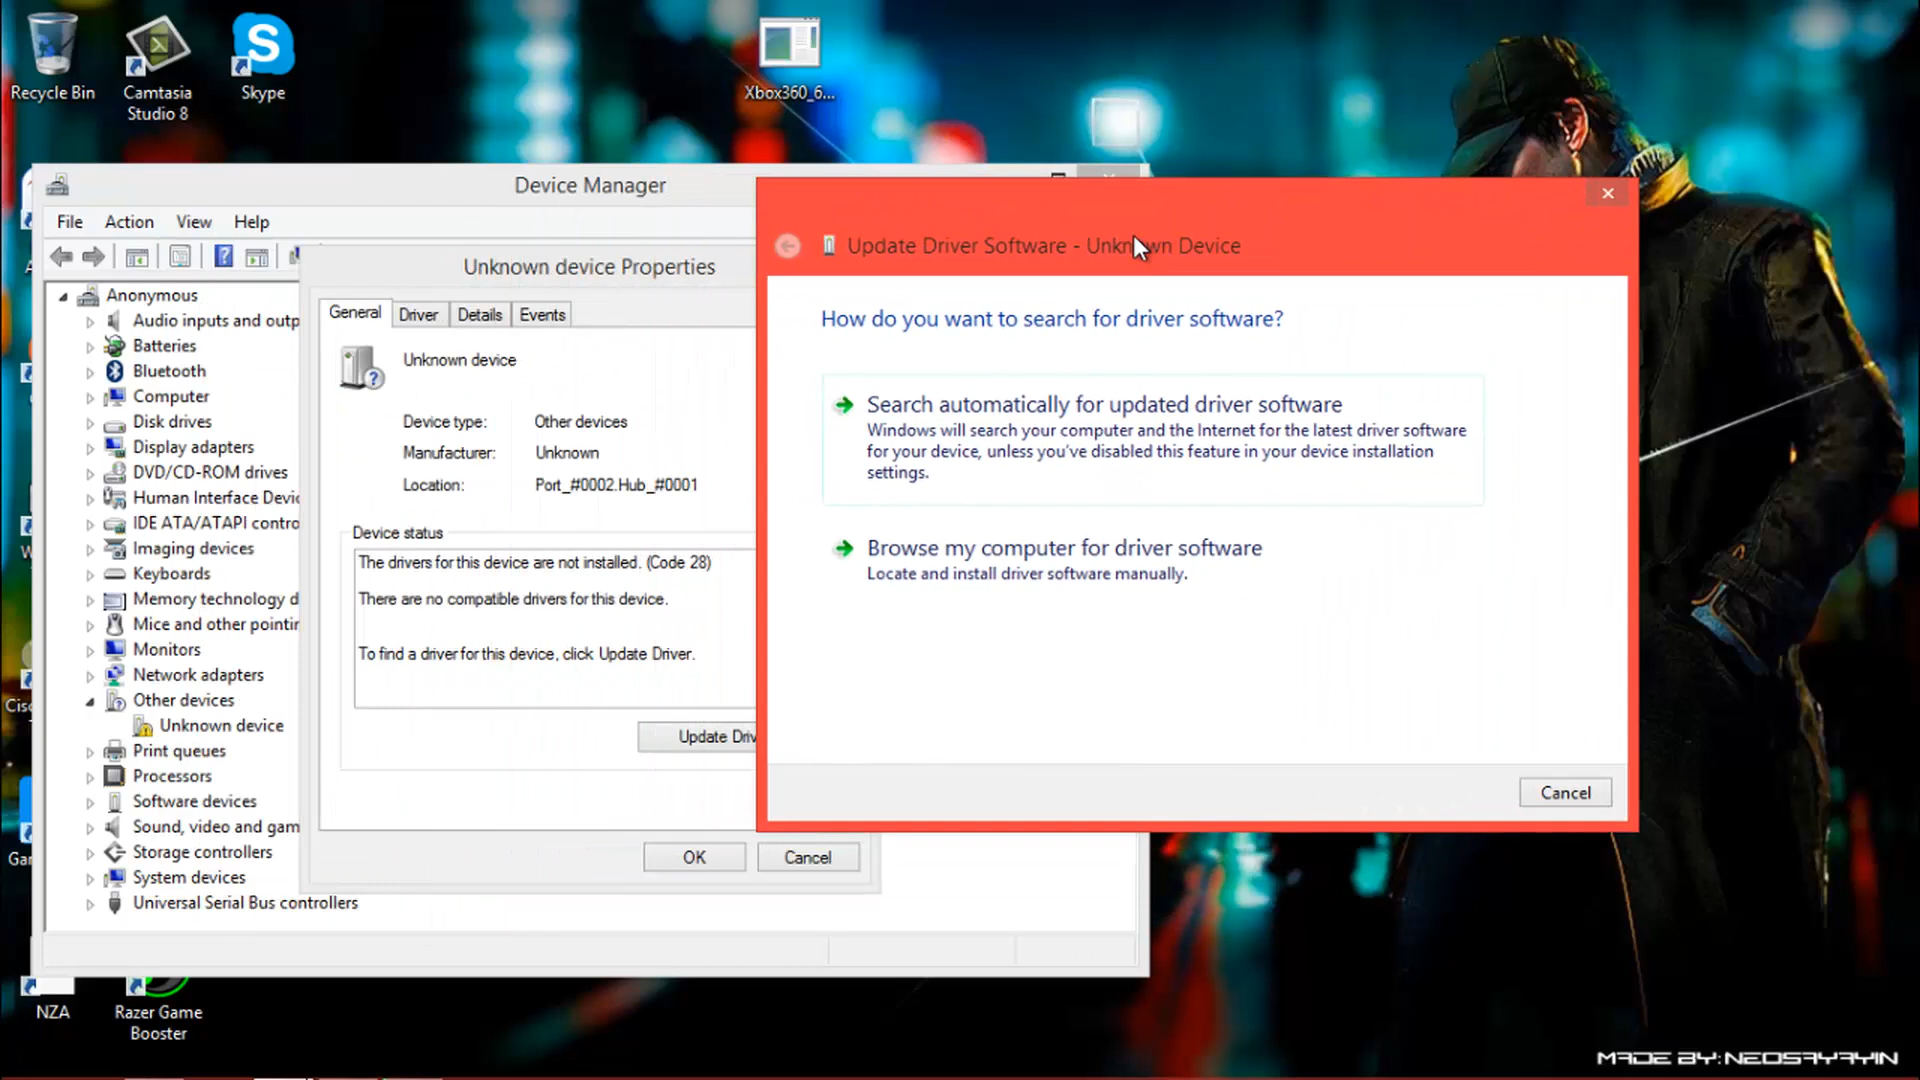 Recycle Bin
Camtasia
Studio 8
Skype
Xbox360_6...
Device Manager
File Action View Help
Anonymous
Audio inputs and outp
Batteries
Bluetooth
Computer
Disk drives
Display adapters
DVD/CD-ROM drives
Human Interface Devic
IDE ATA/ATAPI contro
Imaging devices
Keyboards
Memory technology d
Mice and other pointin
Monitors
Network adapters
Other devices
Unknown device
Print queues
Processors
Software devices
Sound, video and gam
Storage controllers
System devices
Universal Serial Bus controllers
Unknown device Properties
General Driver Details Events
Unknown device
Device type: Other devices
Manufacturer: Unknown
Location: Port_#0002.Hub_#0001
Device status
The drivers for this device are not installed. (Code 28)
There are no compatible drivers for this device.
To find a driver for this device, click Update Driver.
Update Driv
OK Cancel
Update Driver Software - Unknown Device
How do you want to search for driver software?
Search automatically for updated driver software
Windows will search your computer and the Internet for the latest driver software
for your device, unless you've disabled this feature in your device installation
settings.
Browse my computer for driver software
Locate and install driver software manually.
Cancel
Cisc
Gar
NZA
Razer Game
Booster
MADE BY: NEOSAYAYIN